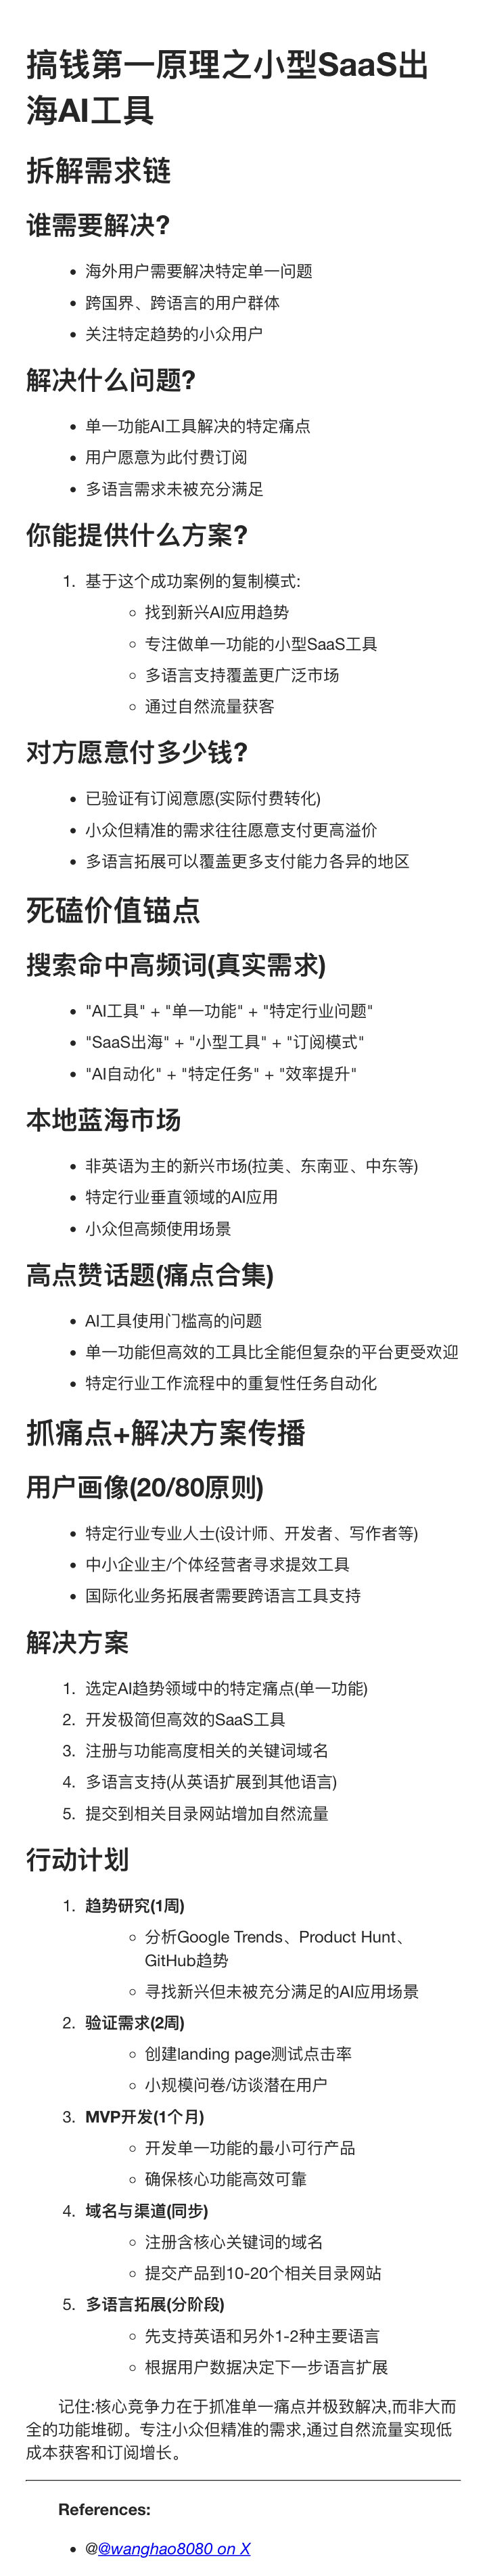 搞钱第一原理之小型SaaS出
海AI工具
拆解需求链
谁需要解决?
• 海外用户需要解决特定单一问题
• 跨国界、跨语言的用户群体
• 关注特定趋势的小众用户
解决什么问题?
• 单一功能AI工具解决的特定痛点
• 用户愿意为此付费订阅
• 多语言需求未被充分满足
你能提供什么方案?
1. 基于这个成功案例的复制模式:
◦ 找到新兴AI应用趋势
◦ 专注做单一功能的小型SaaS工具
◦ 多语言支持覆盖更广泛市场
◦ 通过自然流量获客
对方愿意付多少钱?
• 已验证有订阅意愿(实际付费转化)
• 小众但精准的需求往往愿意支付更高溢价
• 多语言拓展可以覆盖更多支付能力各异的地区
死磕价值锚点
搜索命中高频词(真实需求)
• "AI工具" + "单一功能" + "特定行业问题"
• "SaaS出海" + "小型工具" + "订阅模式"
• "AI自动化" + "特定任务" + "效率提升"
本地蓝海市场
• 非英语为主的新兴市场(拉美、东南亚、中东等)
• 特定行业垂直领域的AI应用
• 小众但高频使用场景
高点赞话题(痛点合集)
• AI工具使用门槛高的问题
• 单一功能但高效的工具比全能但复杂的平台更受欢迎
• 特定行业工作流程中的重复性任务自动化
抓痛点+解决方案传播
用户画像(20/80原则)
• 特定行业专业人士(设计师、开发者、写作者等)
• 中小企业主/个体经营者寻求提效工具
• 国际化业务拓展者需要跨语言工具支持
解决方案
1. 选定AI趋势领域中的特定痛点(单一功能)
2. 开发极简但高效的SaaS工具
3. 注册与功能高度相关的关键词域名
4. 多语言支持(从英语扩展到其他语言)
5. 提交到相关目录网站增加自然流量
行动计划
1. 趋势研究(1周)
◦ 分析Google Trends、Product Hunt、
GitHub趋势
◦ 寻找新兴但未被充分满足的AI应用场景
2. 验证需求(2周)
◦ 创建landing page测试点击率
◦ 小规模问卷/访谈潜在用户
3. MVP开发(1个月)
◦ 开发单一功能的最小可行产品
◦ 确保核心功能高效可靠
4. 域名与渠道(同步)
◦ 注册含核心关键词的域名
◦ 提交产品到10-20个相关目录网站
5. 多语言拓展(分阶段)
◦ 先支持英语和另外1-2种主要语言
◦ 根据用户数据决定下一步语言扩展
记住:核心竞争力在于抓准单一痛点并极致解决,而非大而
全的功能堆砌。专注小众但精准的需求,通过自然流量实现低
成本获客和订阅增长。
References:
• @@wanghao8080 on X